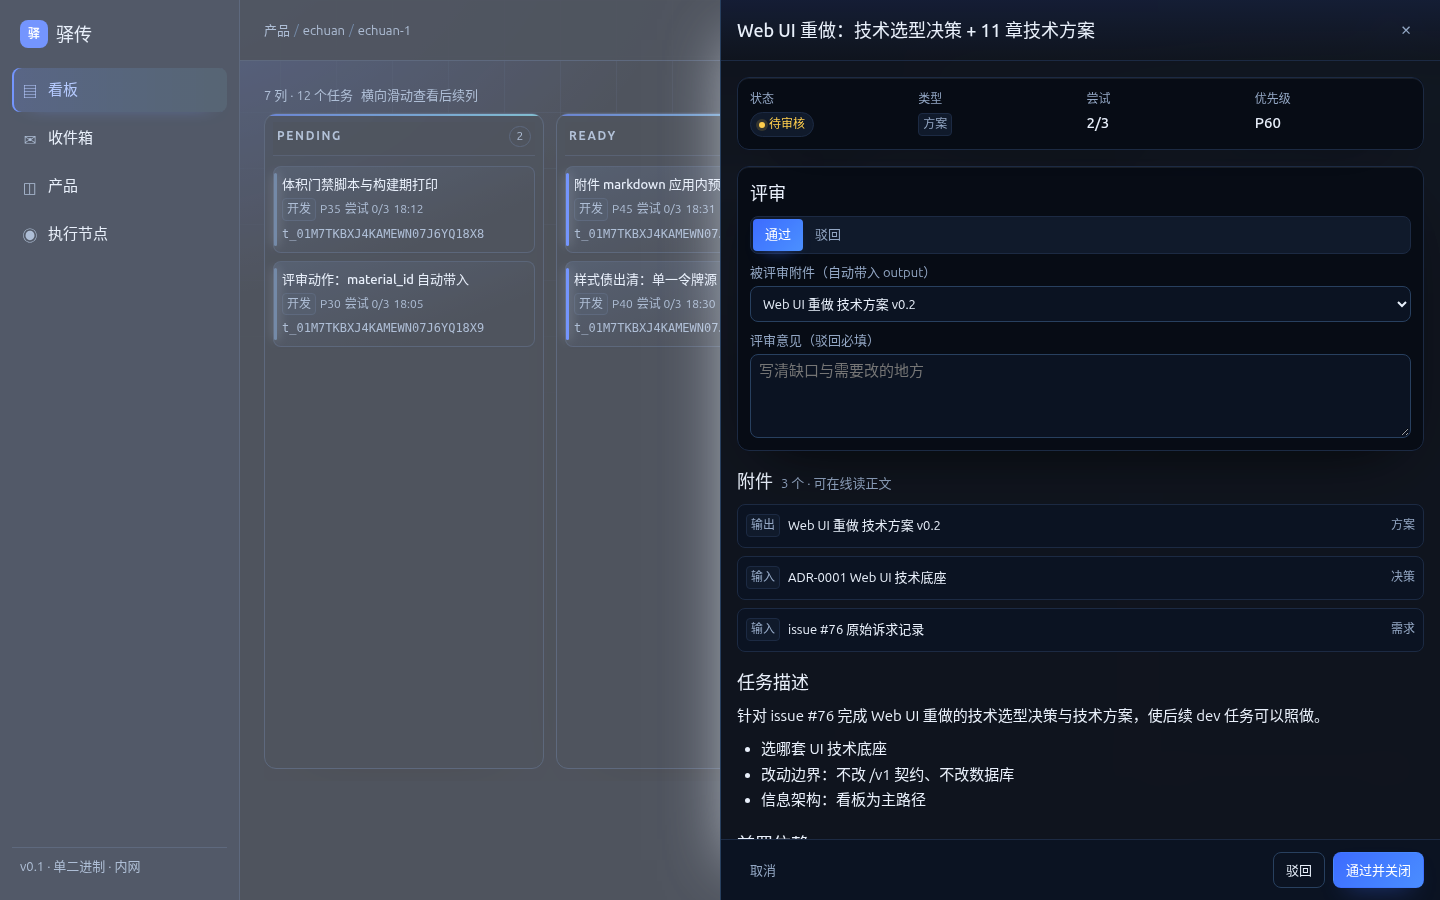 驿 驿传
看板
收件箱
产品
执行节点
v0.1 · 单二进制 · 内网
产品 / echuan / echuan-1
7 列 · 12 个任务 横向滑动查看后续列
PENDING 2
体积门禁脚本与构建期打印
开发 P35 尝试 0/3 18:12
t_01M7TKBXJ4KAMEWN07J6YQ18X8
评审动作：material_id 自动带入
开发 P30 尝试 0/3 18:05
t_01M7TKBXJ4KAMEWN07J6YQ18X9
READY
附件 markdown 应用内预
开发 P45 尝试 0/3 18:31
t_01M7TKBXJ4KAMEWN07.
样式债出清：单一令牌源
开发 P40 尝试 0/3 18:30
t_01M7TKBXJ4KAMEWN07.
Web UI 重做：技术选型决策 + 11 章技术方案 ×
状态 类型 尝试 优先级
待审核 方案 2/3 P60
评审
通过 驳回
被评审附件（自动带入 output）
Web UI 重做 技术方案 v0.2
评审意见（驳回必填）
写清缺口与需要改的地方
附件 3 个 · 可在线读正文
输出 Web UI 重做 技术方案 v0.2 方案
输入 ADR-0001 Web UI 技术底座 决策
输入 issue #76 原始诉求记录 需求
任务描述
针对 issue #76 完成 Web UI 重做的技术选型决策与技术方案，使后续 dev 任务可以照做。
• 选哪套 UI 技术底座
• 改动边界：不改 /v1 契约、不改数据库
• 信息架构：看板为主路径
取消 驳回 通过并关闭